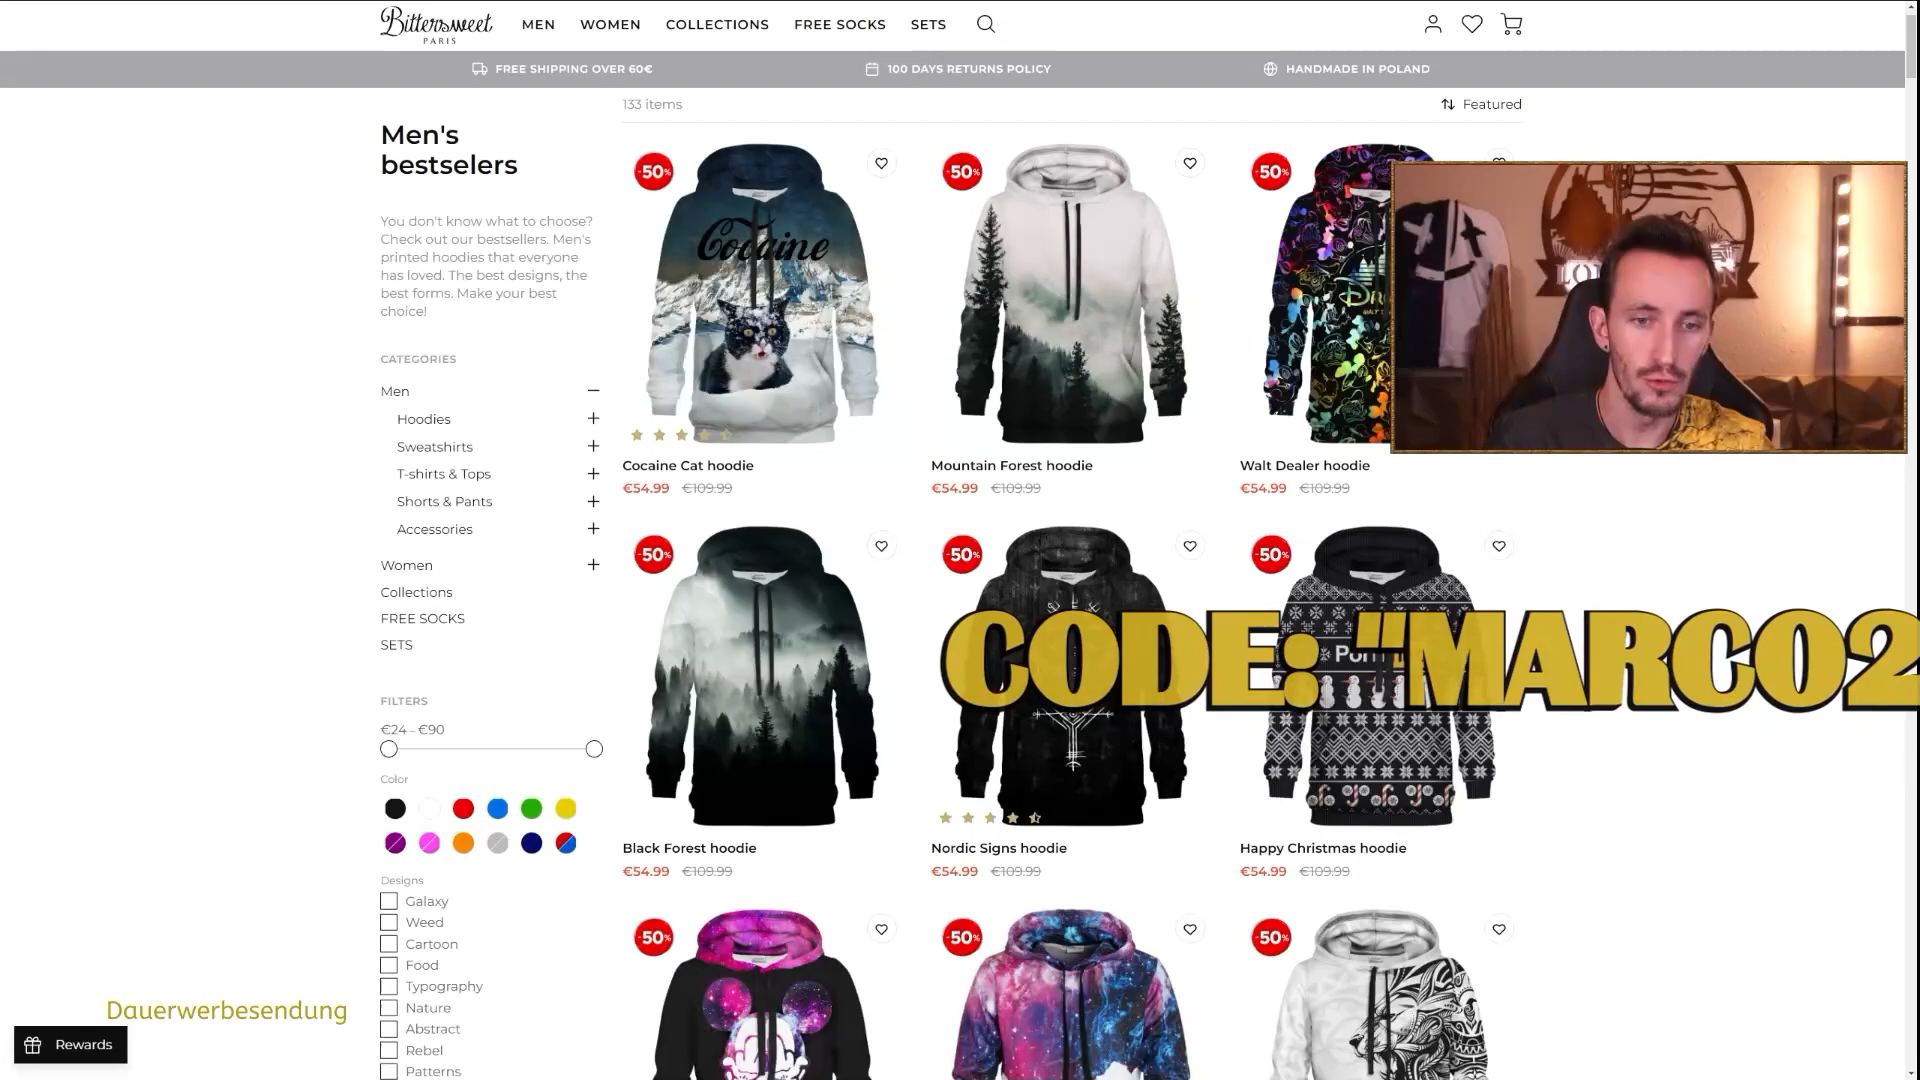 Bittersweet
PARIS
MEN WOMEN COLLECTIONS FREE SOCKS SETS
FREE SHIPPING OVER 60€ 100 DAYS RETURNS POLICY HANDMADE IN POLAND
Men's
bestselers
You don't know what to choose?
Check out our bestsellers. Men's
printed hoodies that everyone
has loved. The best designs, the
best forms. Make your best
choice!
CATEGORIES
Men
Hoodies
Sweatshirts
T-shirts & Tops
Shorts & Pants
Accessories
Women
Collections
FREE SOCKS
SETS
FILTERS
€24 - €90
Color
Designs
Galaxy
Weed
Cartoon
Food
Typography
Nature
Abstract
Rebel
Patterns
133 items
Featured
-50%
Cocaine
Cocaine Cat hoodie
€54.99 €109.99
-50%
Mountain Forest hoodie
€54.99 €109.99
-50%
Walt Dealer hoodie
€54.99 €109.99
-50%
Black Forest hoodie
€54.99 €109.99
-50%
Nordic Signs hoodie
€54.99 €109.99
-50%
Happy Christmas hoodie
€54.99 €109.99
-50%
-50%
-50%
CODE: "MARCO2
Dauerwerbesendung
Rewards